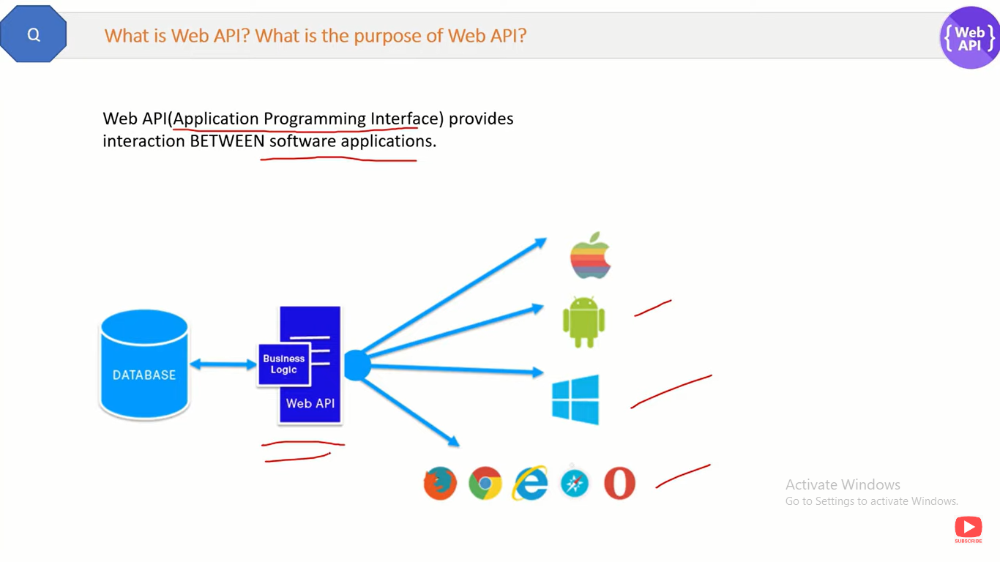 Q
What is Web API? What is the purpose of Web API?
{Web
API}
Web API(Application Programming Interface) provides
interaction BETWEEN software applications.
DATABASE
Business
Logic
Web API
Activate Windows
Go to Settings to activate Windows.
SUBSCRIBE